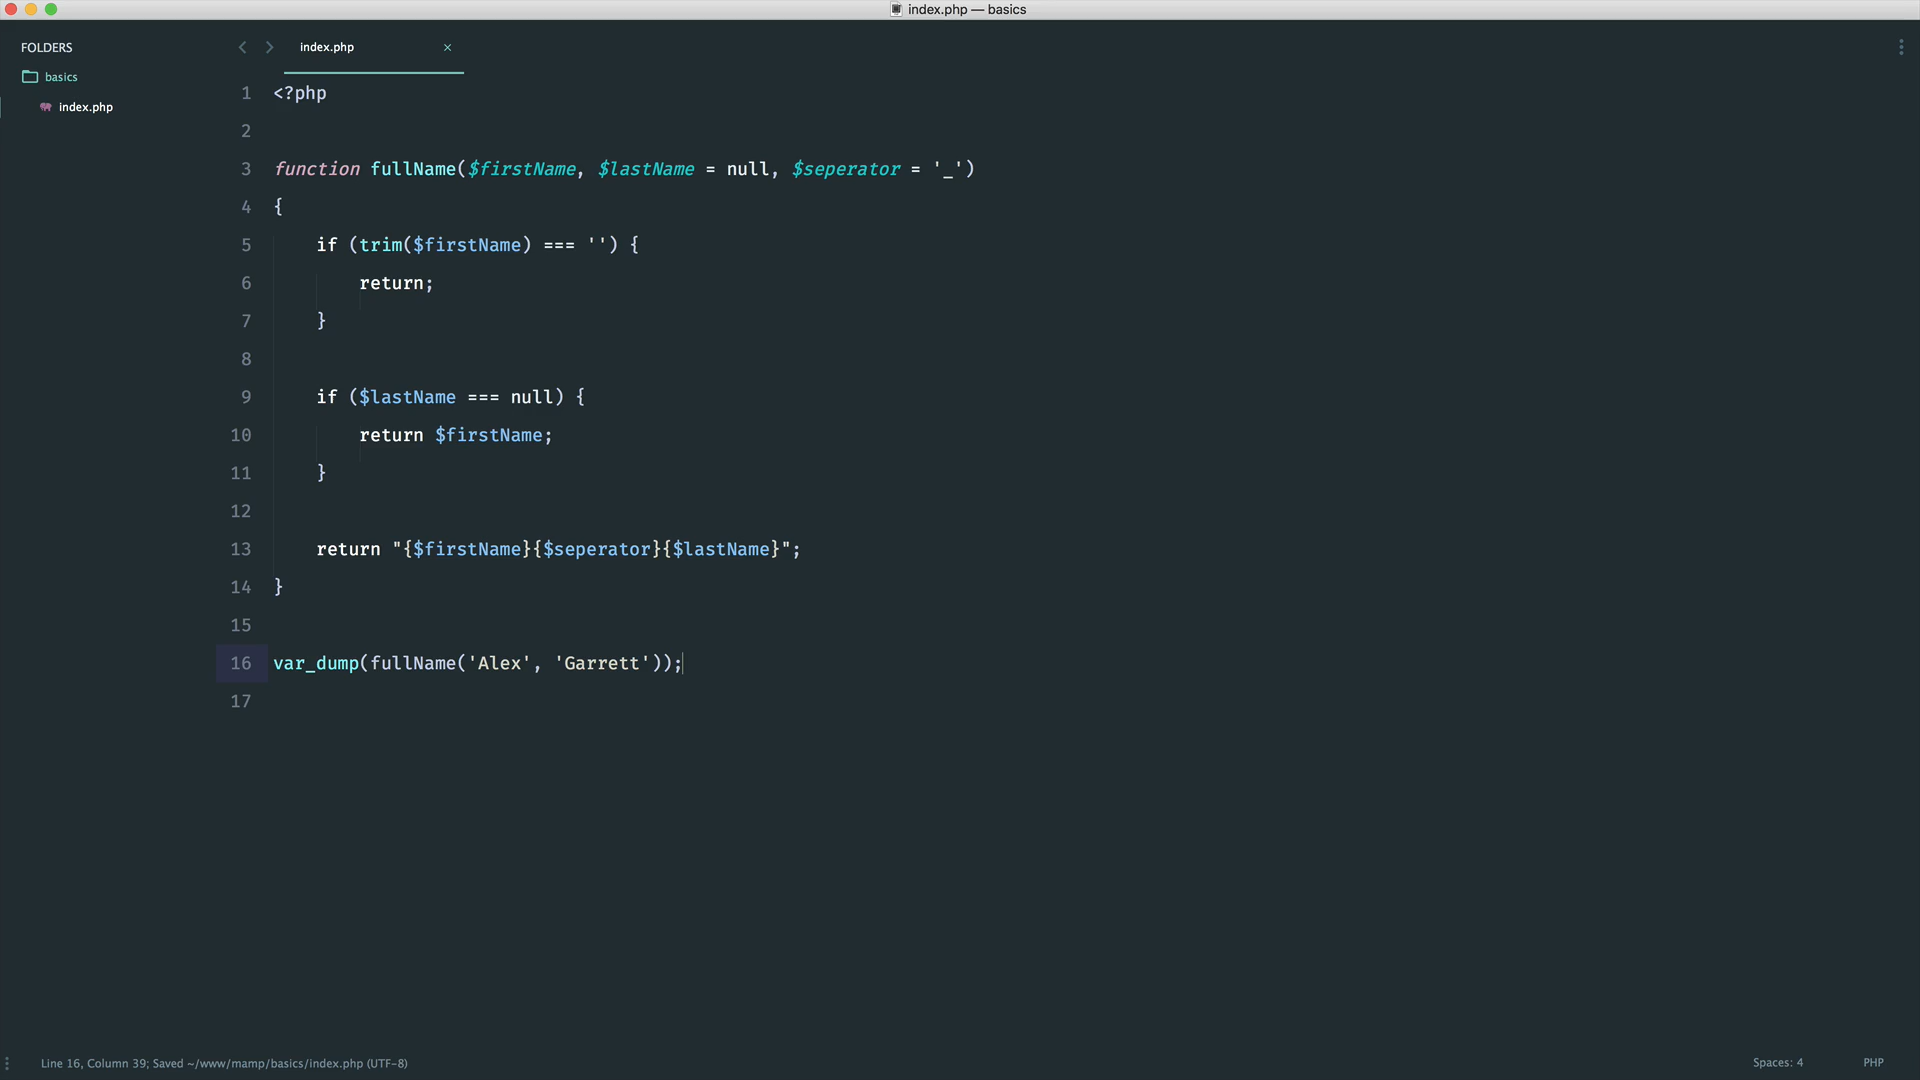 index.php — basics
FOLDERS
basics
index.php
index.php
1 <?php
2
3 function fullName($firstName, $lastName = null, $seperator = '_')
4 {
5     if (trim($firstName) === '') {
6         return;
7     }
8
9     if ($lastName === null) {
10         return $firstName;
11     }
12
13     return "{$firstName}{$seperator}{$lastName}";
14 }
15
16 var_dump(fullName('Alex', 'Garrett'));
17
Line 16, Column 39; Saved ~/www/mamp/basics/index.php (UTF-8)
Spaces: 4
PHP